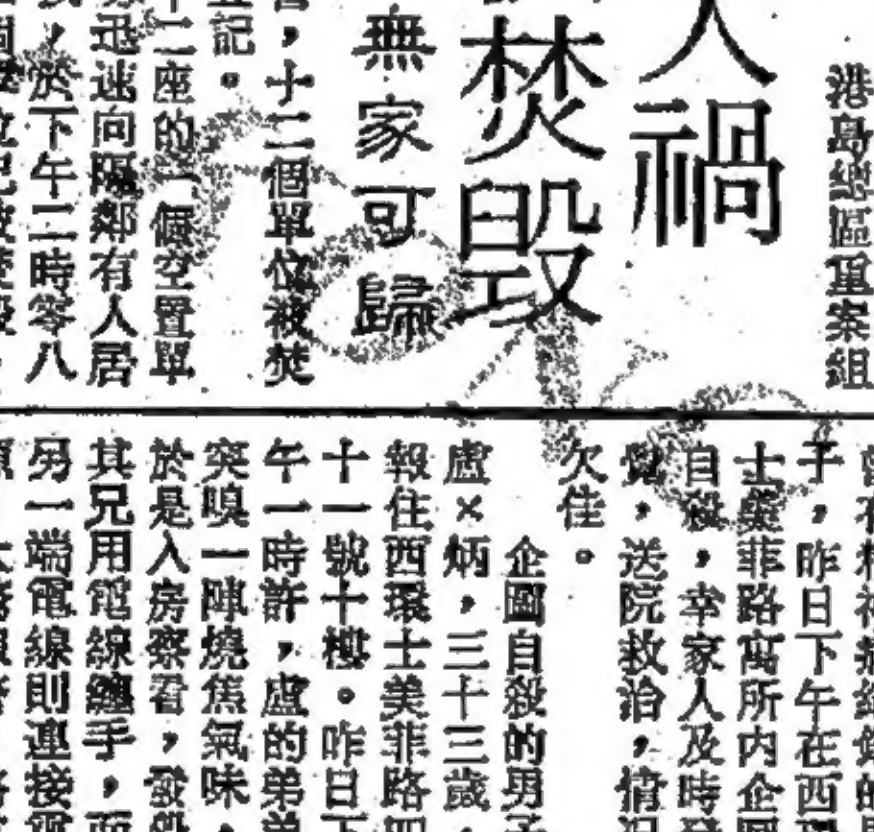 港島總區重案組
禍
焚毀
無家可歸
,十二個單位被焚
記。
二座的一個空置單
迅速向隔鄰有人居
,於下午二時零八
子,昨日下午在西
士美菲路寓所內企圖
自殺,幸家人及時發
覺,送院救治,情況
欠佳。
企圖自殺的男子
盧×炳,三十三歲,
報住西環士美菲路四
十一號十樓。昨日下
午一時許,盧的弟弟
突嗅一陣燒焦氣味,
於是入房察看,發現
其兄用電線纏手,而
另一端電線則連接電